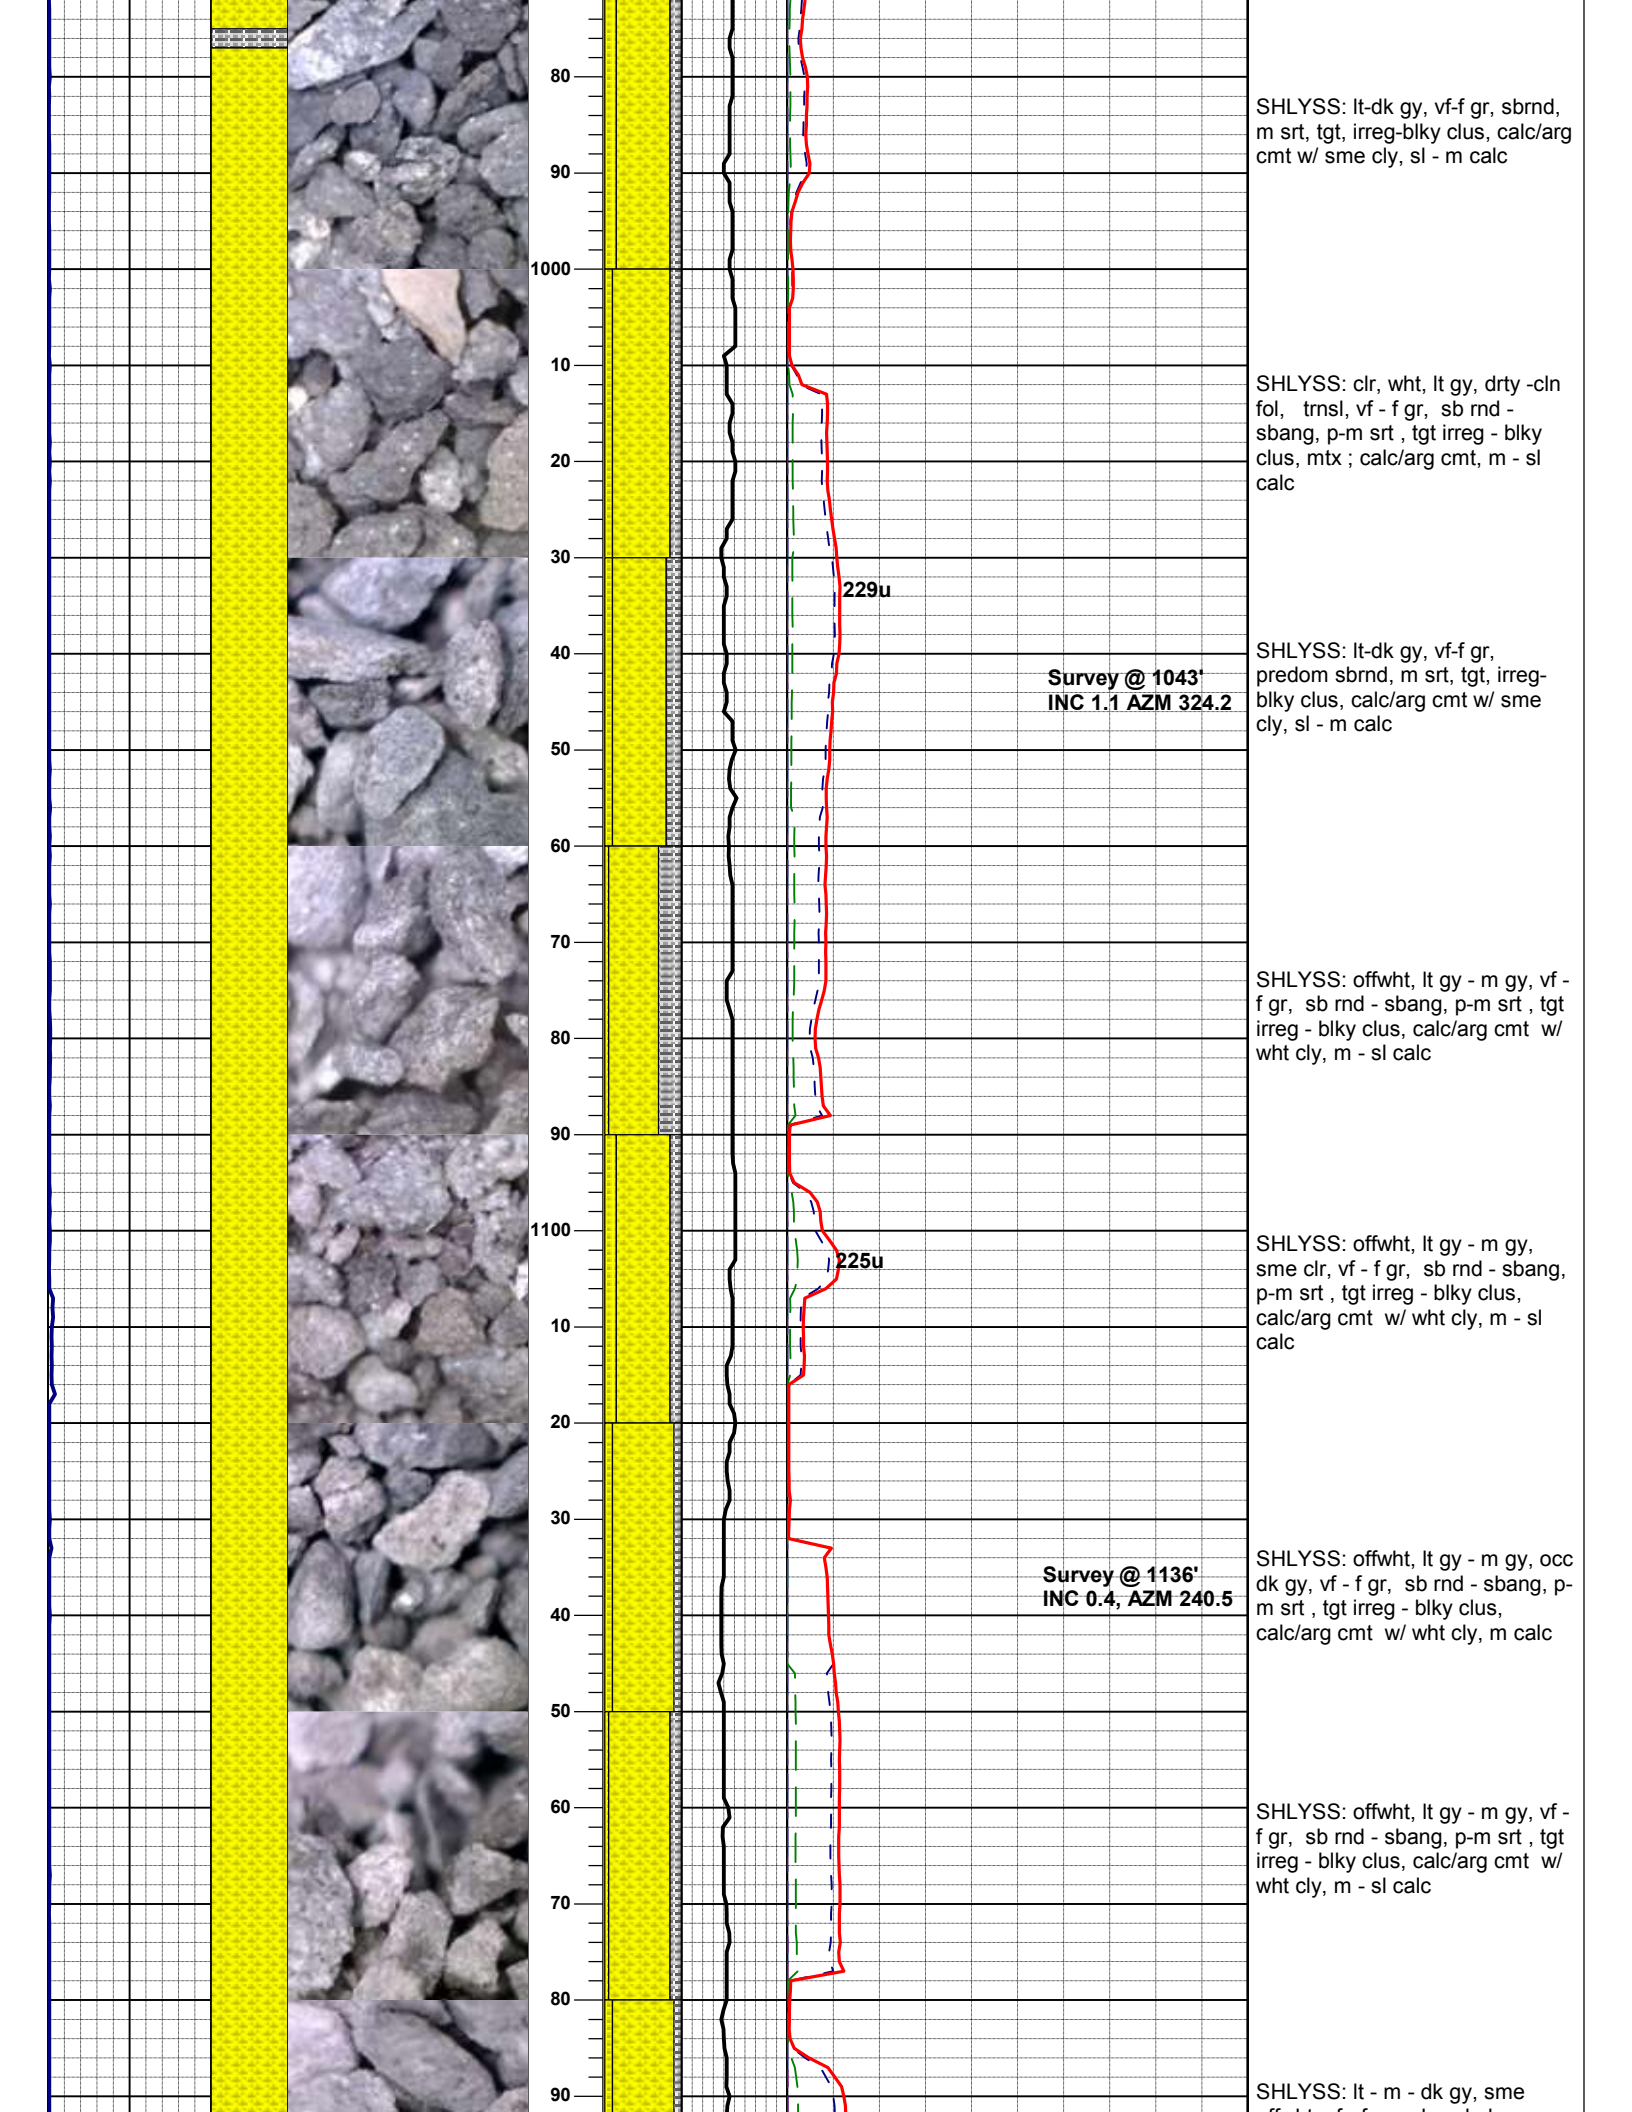 80
SHLYSS: lt-dk gy, vf-f gr, sbrnd,
m srt, tgt, irreg-blky clus, calc/arg
cmt w/ sme cly, sl - m calc
90
1000
10
SHLYSS: clr, wht, lt gy, drty -cln
fol, trnsl, vf - f gr, sb rnd -
sbang, p-m srt , tgt irreg - blky
clus, mtx ; calc/arg cmt, m - sl
calc
20
30
229u
40
SHLYSS: lt-dk gy, vf-f gr,
predom sbrnd, m srt, tgt, irreg-
blky clus, calc/arg cmt w/ sme
cly, sl - m calc
Survey @ 1043'
INC 1.1 AZM 324.2
50
60
70
SHLYSS: offwht, lt gy - m gy, vf -
f gr, sb rnd - sbang, p-m srt , tgt
irreg - blky clus, calc/arg cmt w/
wht cly, m - sl calc
80
90
1100
225u
SHLYSS: offwht, lt gy - m gy,
sme clr, vf - f gr, sb rnd - sbang,
p-m srt , tgt irreg - blky clus,
calc/arg cmt w/ wht cly, m - sl
calc
10
20
30
SHLYSS: offwht, lt gy - m gy, occ
dk gy, vf - f gr, sb rnd - sbang, p-
m srt , tgt irreg - blky clus,
calc/arg cmt w/ wht cly, m calc
Survey @ 1136'
INC 0.4, AZM 240.5
40
50
60
SHLYSS: offwht, lt gy - m gy, vf -
f gr, sb rnd - sbang, p-m srt , tgt
irreg - blky clus, calc/arg cmt w/
wht cly, m - sl calc
70
80
90
SHLYSS: lt - m - dk gy, sme